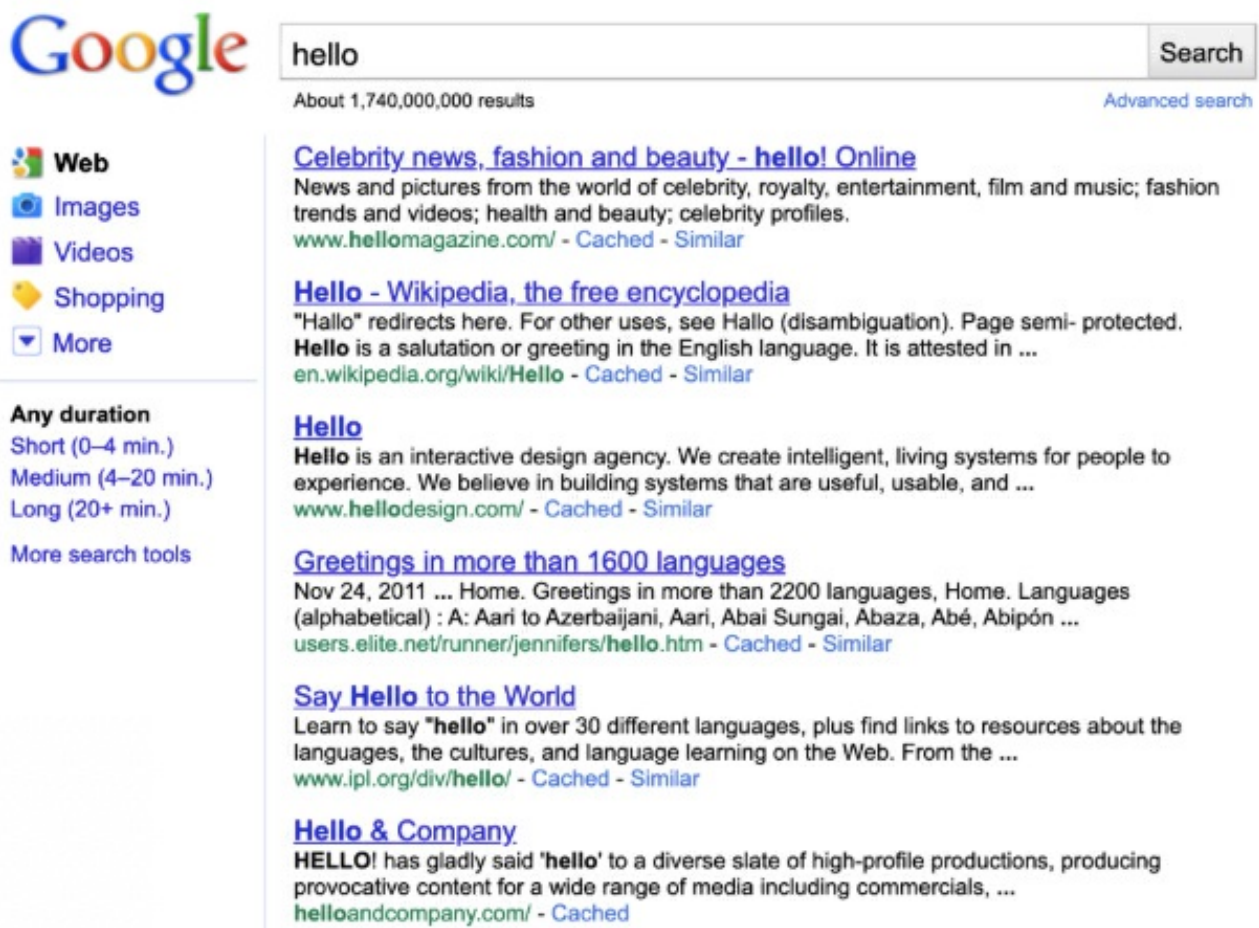 Google
hello
Search
About 1,740,000,000 results
Advanced search
Web
Images
Videos
Shopping
More
Any duration
Short (0–4 min.)
Medium (4–20 min.)
Long (20+ min.)
More search tools
Celebrity news, fashion and beauty - hello! Online
News and pictures from the world of celebrity, royalty, entertainment, film and music; fashion
trends and videos; health and beauty; celebrity profiles.
www.hellomagazine.com/ - Cached - Similar
Hello - Wikipedia, the free encyclopedia
"Hallo" redirects here. For other uses, see Hallo (disambiguation). Page semi- protected.
Hello is a salutation or greeting in the English language. It is attested in ...
en.wikipedia.org/wiki/Hello - Cached - Similar
Hello
Hello is an interactive design agency. We create intelligent, living systems for people to
experience. We believe in building systems that are useful, usable, and ...
www.hellodesign.com/ - Cached - Similar
Greetings in more than 1600 languages
Nov 24, 2011 ... Home. Greetings in more than 2200 languages, Home. Languages
(alphabetical) : A: Aari to Azerbaijani, Aari, Abai Sungai, Abaza, Abé, Abipón ...
users.elite.net/runner/jennifers/hello.htm - Cached - Similar
Say Hello to the World
Learn to say "hello" in over 30 different languages, plus find links to resources about the
languages, the cultures, and language learning on the Web. From the ...
www.ipl.org/div/hello/ - Cached - Similar
Hello & Company
HELLO! has gladly said 'hello' to a diverse slate of high-profile productions, producing
provocative content for a wide range of media including commercials, ...
helloandcompany.com/ - Cached